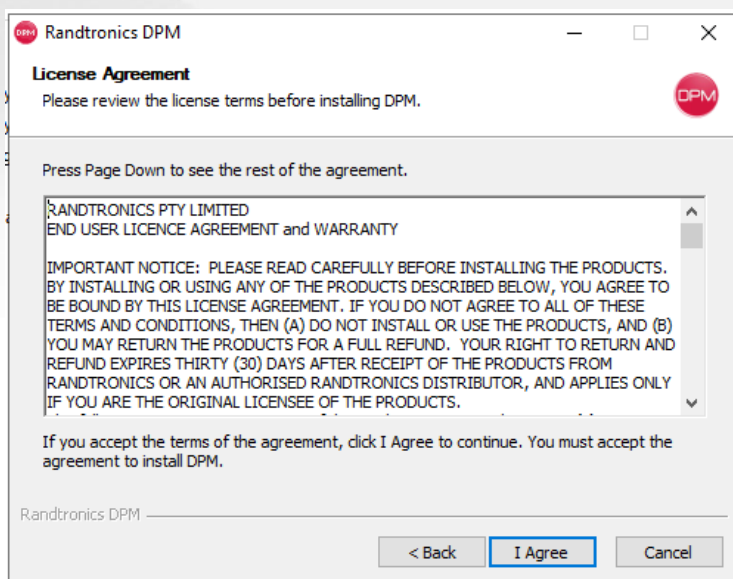 DPM Randtronics DPM
License Agreement
Please review the license terms before installing DPM.
DPM
Press Page Down to see the rest of the agreement.
RANDTRONICS PTY LIMITED
END USER LICENCE AGREEMENT and WARRANTY
IMPORTANT NOTICE: PLEASE READ CAREFULLY BEFORE INSTALLING THE PRODUCTS.
BY INSTALLING OR USING ANY OF THE PRODUCTS DESCRIBED BELOW, YOU AGREE TO
BE BOUND BY THIS LICENSE AGREEMENT. IF YOU DO NOT AGREE TO ALL OF THESE
TERMS AND CONDITIONS, THEN (A) DO NOT INSTALL OR USE THE PRODUCTS, AND (B)
YOU MAY RETURN THE PRODUCTS FOR A FULL REFUND. YOUR RIGHT TO RETURN AND
REFUND EXPIRES THIRTY (30) DAYS AFTER RECEIPT OF THE PRODUCTS FROM
RANDTRONICS OR AN AUTHORISED RANDTRONICS DISTRIBUTOR, AND APPLIES ONLY
IF YOU ARE THE ORIGINAL LICENSEE OF THE PRODUCTS.
If you accept the terms of the agreement, click I Agree to continue. You must accept the
agreement to install DPM.
Randtronics DPM
< Back I Agree Cancel